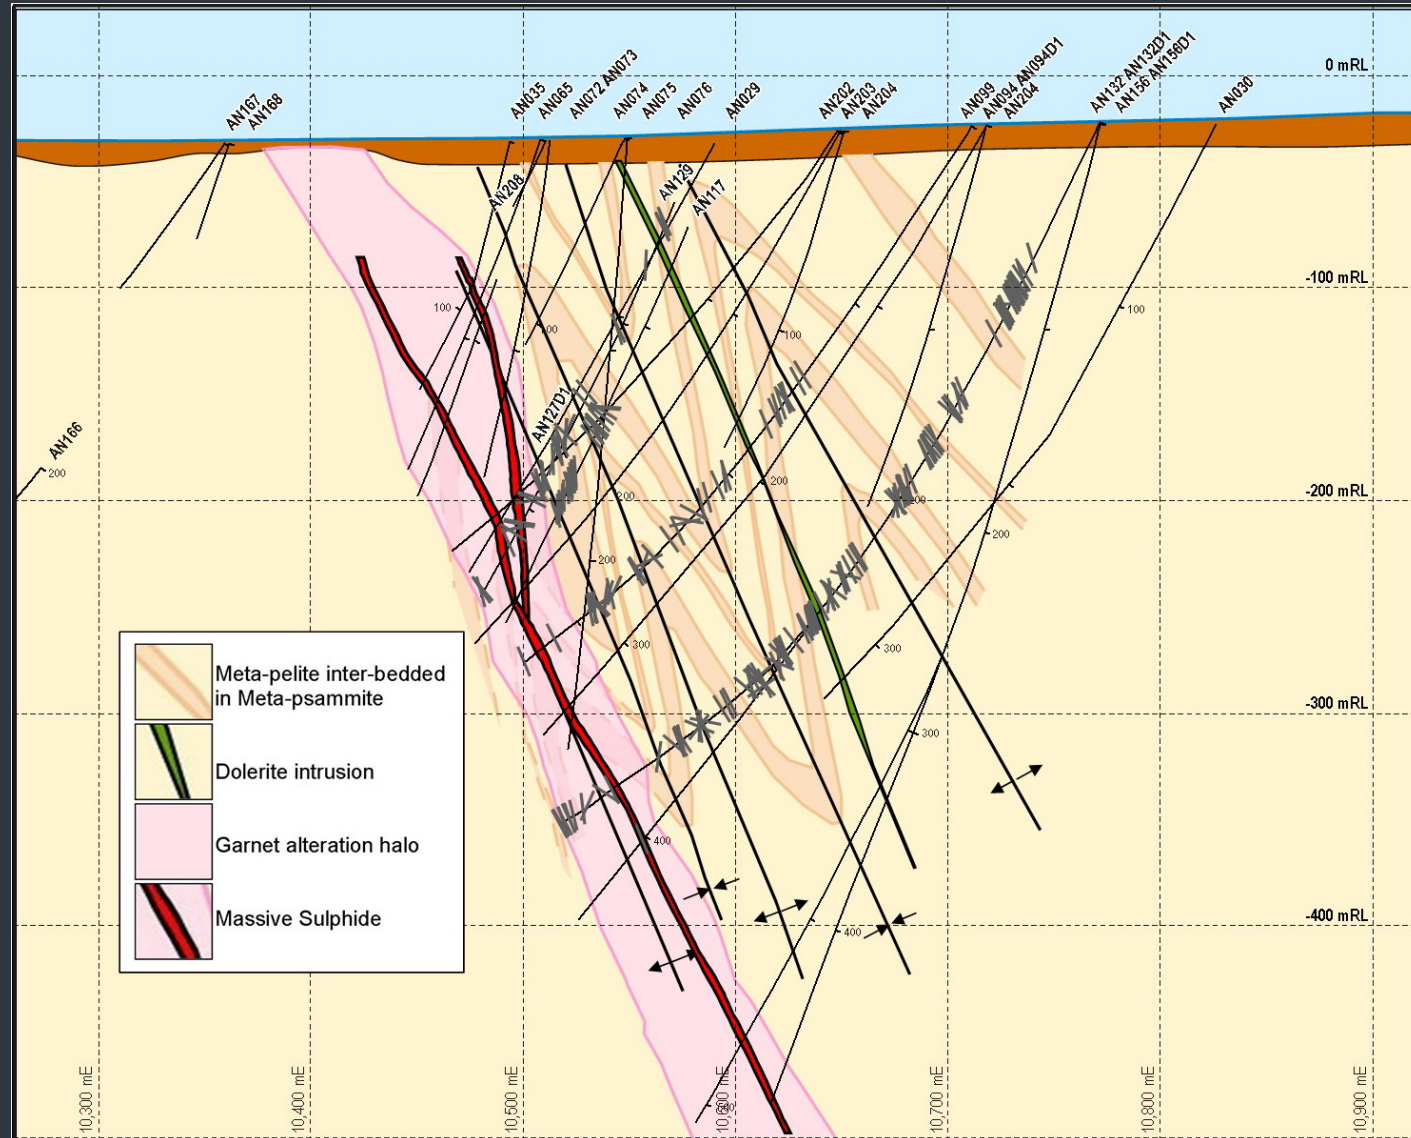 0 mRL
AN167
AN168
AN035
AN065
AN072 AN073
AN074
AN075
AN076
AN029
AN202
AN203
AN204
AN099
AN094 AN094D1
AN204
AN132 AN132D1
AN156 AN156D1
AN030
AN208
AN129
AN117
-100 mRL
100
100
100
100
AN127D1
AN166
200
200
200
200
200
200
-200 mRL
300
300
300
-300 mRL
400
400
-400 mRL
Meta-pelite inter-bedded
in Meta-psammite
Dolerite intrusion
Garnet alteration halo
Massive Sulphide
10,300 mE
10,400 mE
10,500 mE
10,600 mE
10,700 mE
10,800 mE
10,900 mE